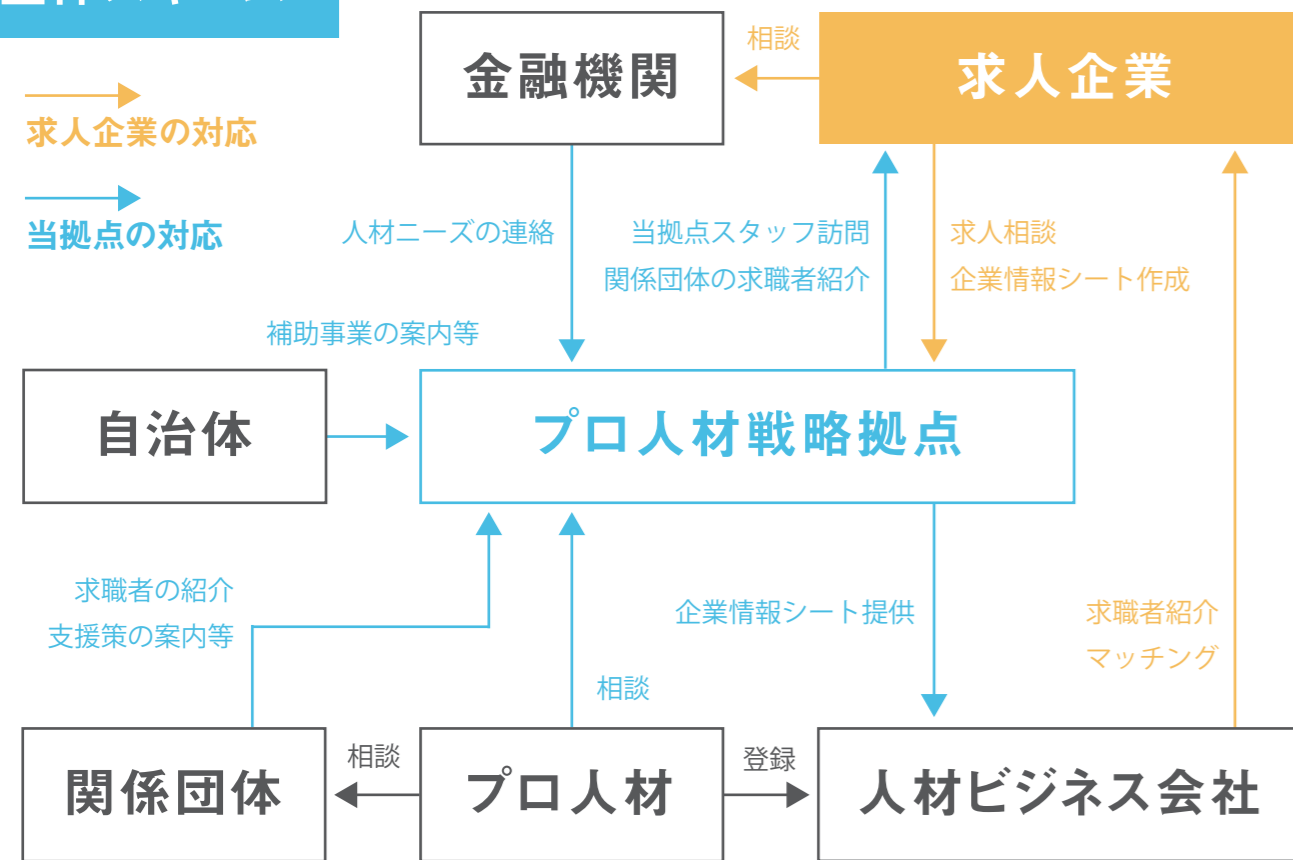 相談
金融機関
求人企業
求人企業の対応
当拠点の対応
人材ニーズの連絡
当拠点スタッフ訪問
関係団体の求職者紹介
求人相談
企業情報シート作成
補助事業の案内等
自治体
プロ人材戦略拠点
求職者の紹介
支援策の案内等
企業情報シート提供
求職者紹介
マッチング
相談
関係団体
相談
プロ人材
登録
人材ビジネス会社